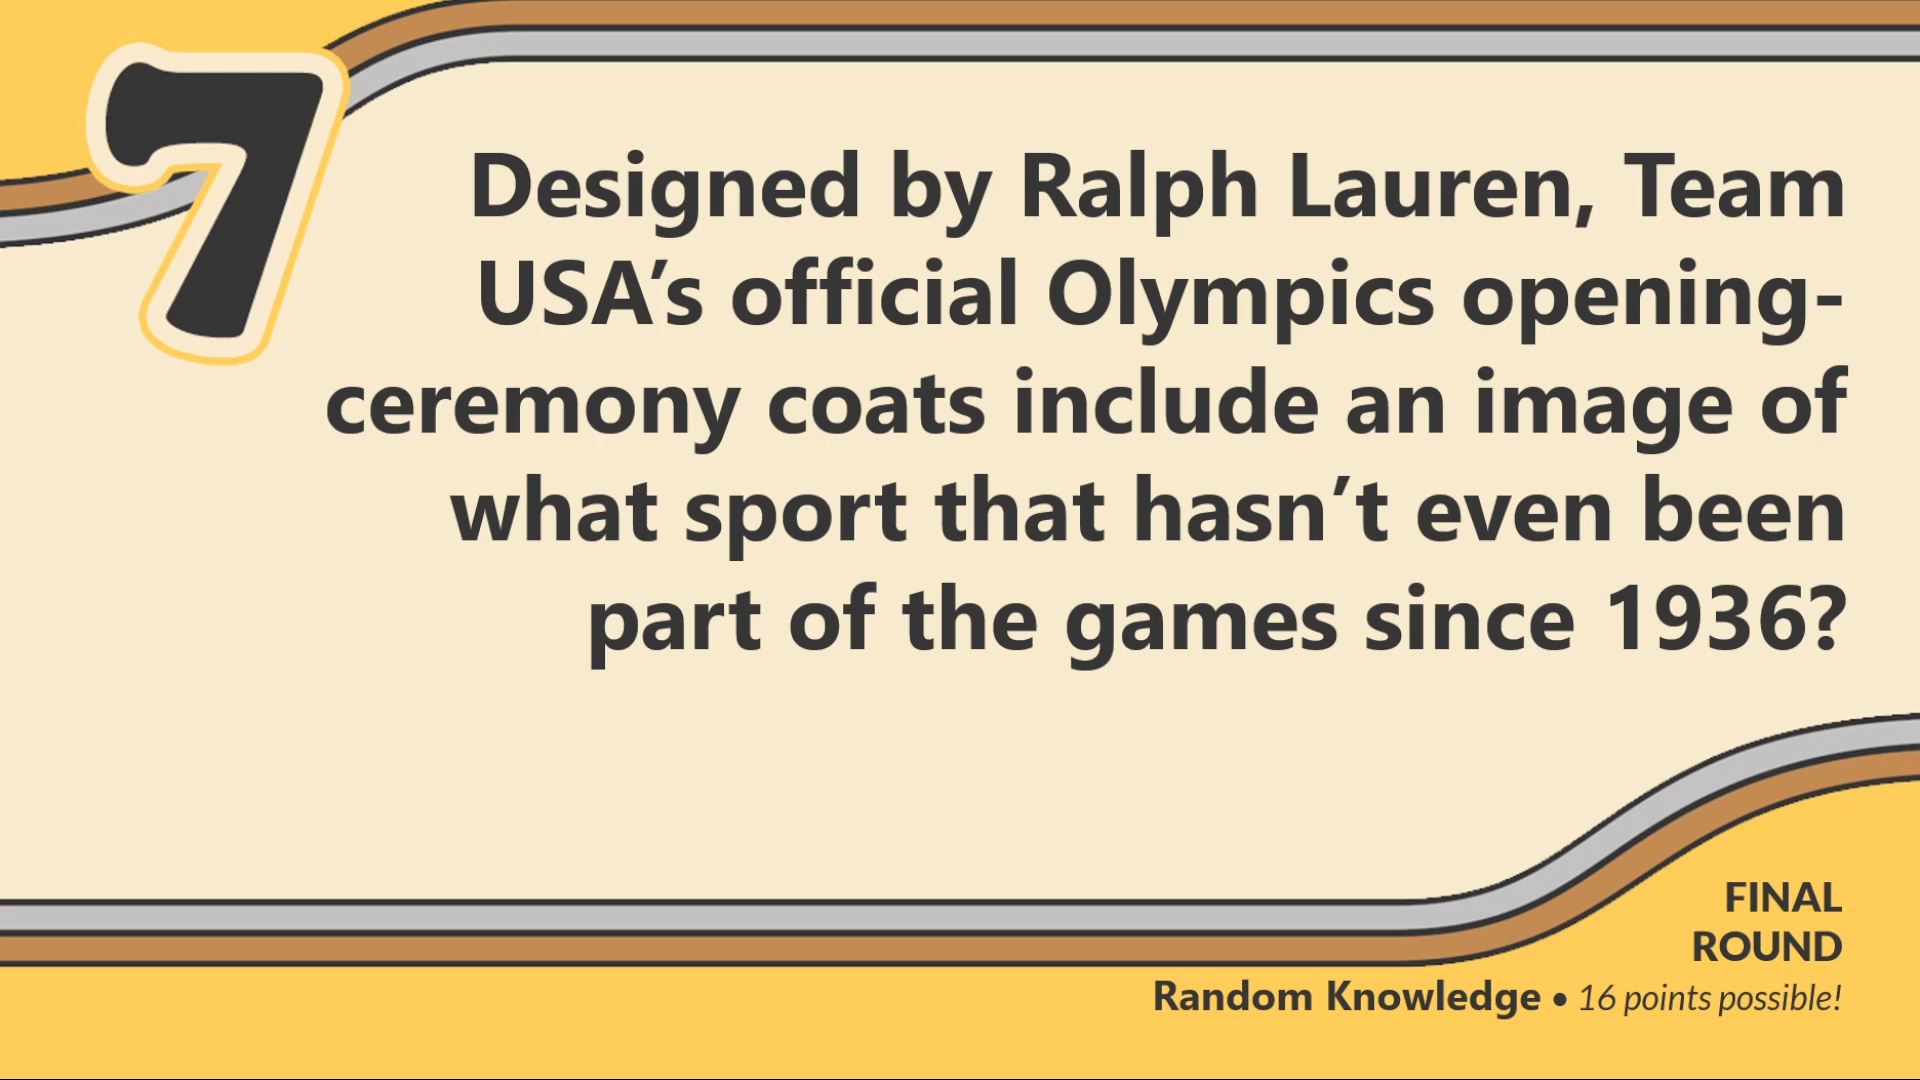 7
Designed by Ralph Lauren, Team
USA’s official Olympics opening-
ceremony coats include an image of
what sport that hasn’t even been
part of the games since 1936?
FINAL
ROUND
Random Knowledge • 16 points possible!